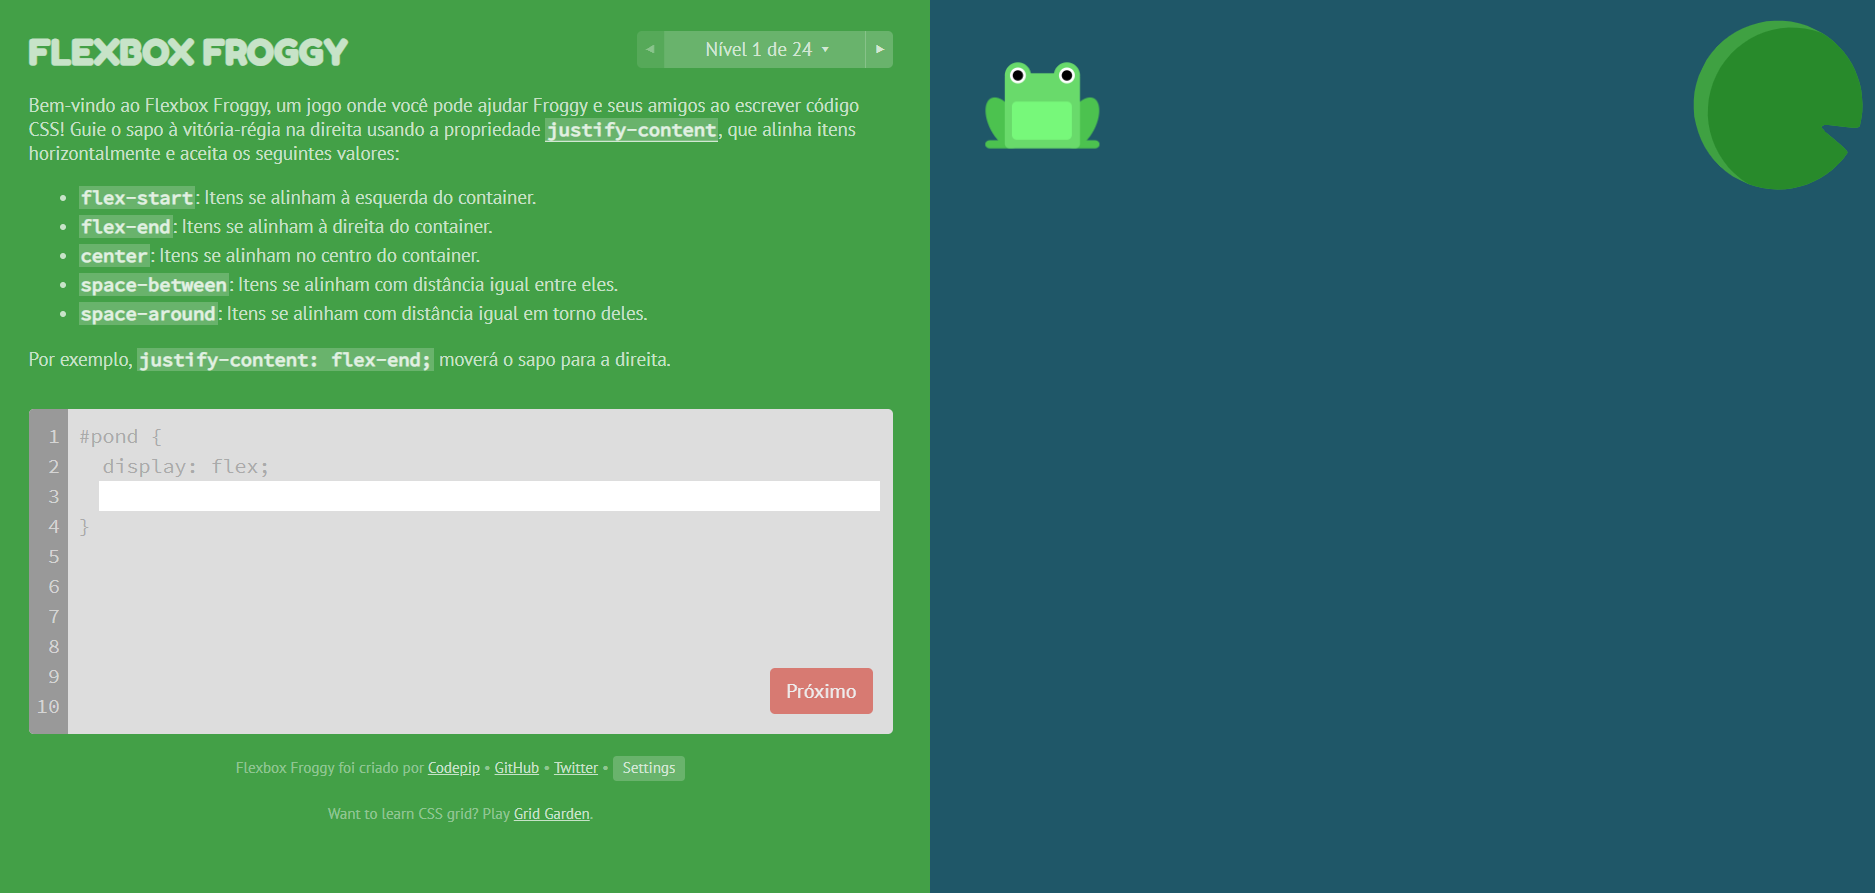 FLEXBOX FROGGY
◀ Nível 1 de 24 ▾ ▶
Bem-vindo ao Flexbox Froggy, um jogo onde você pode ajudar Froggy e seus amigos ao escrever código
CSS! Guie o sapo à vitória-régia na direita usando a propriedade justify-content, que alinha itens
horizontalmente e aceita os seguintes valores:
• flex-start: Itens se alinham à esquerda do container.
• flex-end: Itens se alinham à direita do container.
• center: Itens se alinham no centro do container.
• space-between: Itens se alinham com distância igual entre eles.
• space-around: Itens se alinham com distância igual em torno deles.
Por exemplo, justify-content: flex-end; moverá o sapo para a direita.
1 #pond {
2 display: flex;
3
4 }
5
6
7
8
9
10
Próximo
Flexbox Froggy foi criado por Codepip • GitHub • Twitter • Settings
Want to learn CSS grid? Play Grid Garden.